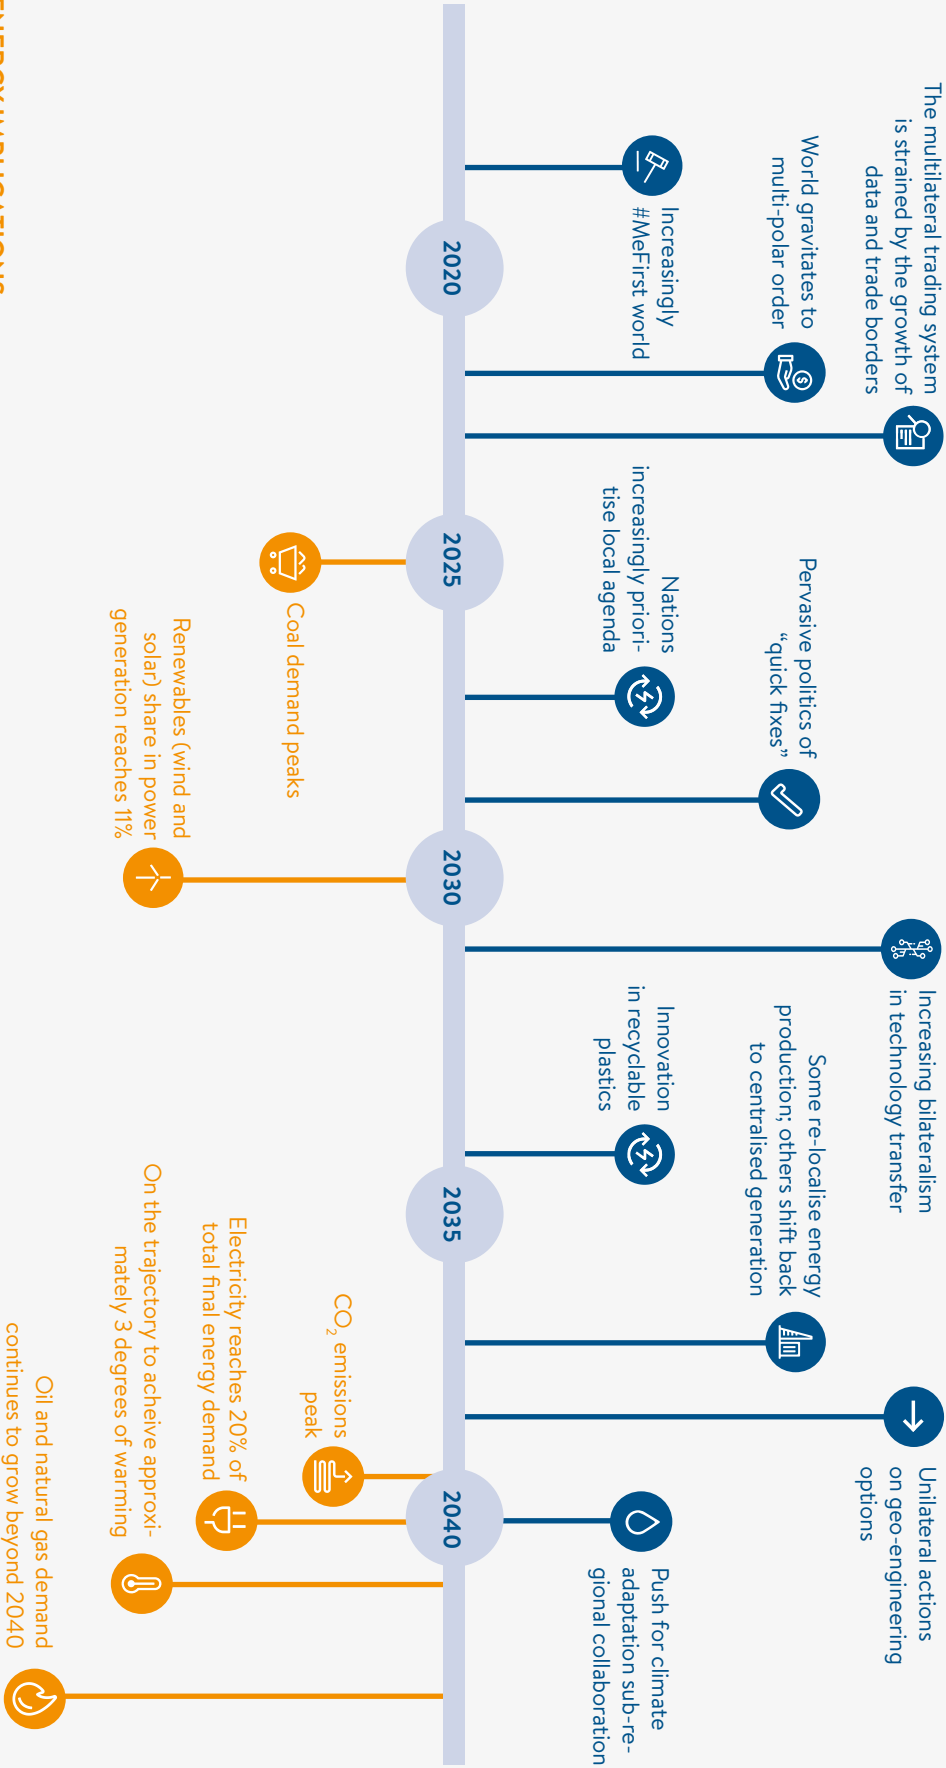 The multilateral trading system
is strained by the growth of
data and trade borders
World gravitates to
multi-polar order
Increasingly
#MeFirst world
Pervasive politics of
“quick fixes”
Nations
increasingly priori-
tise local agenda
Increasing bilateralism
in technology transfer
Some re-localise energy
production; others shift back
to centralised generation
Innovation
in recyclable
plastics
Unilateral actions
on geo-engineering
options
Push for climate
adaptation sub-re-
gional collaboration
2020
2025
2030
2035
2040
Coal demand peaks
Renewables (wind and
solar) share in power
generation reaches 11%
CO₂ emissions
peak
Electricity reaches 20% of
total final energy demand
On the trajectory to acheive approxi-
mately 3 degrees of warming
Oil and natural gas demand
continues to grow beyond 2040